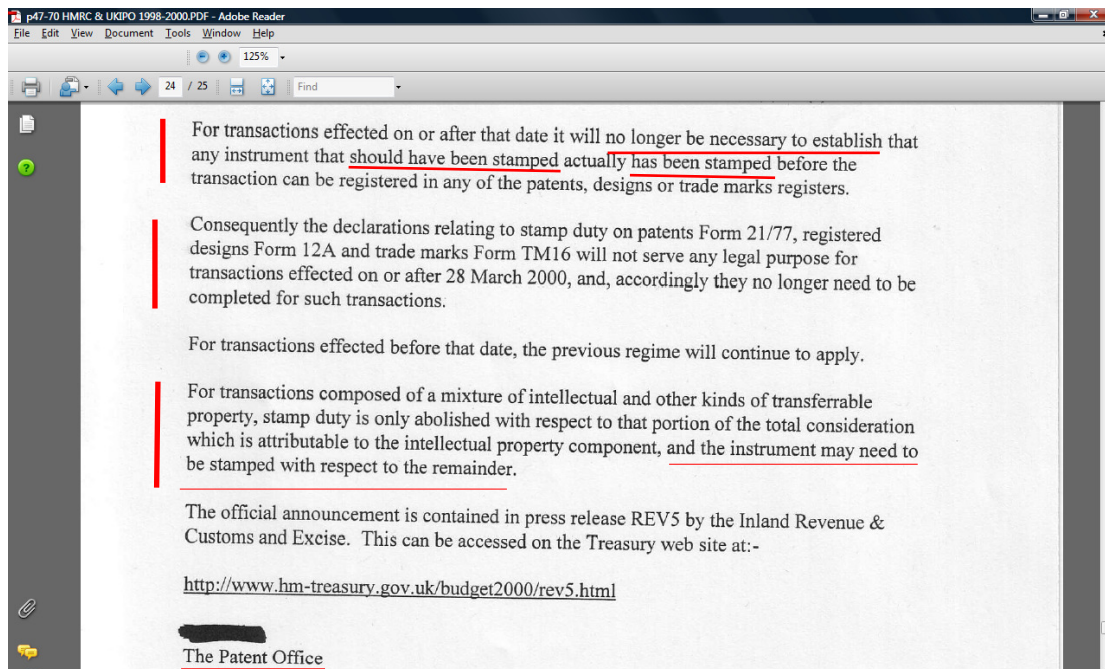 p47-70 HMRC & UKIPO 1998-2000.PDF - Adobe Reader
File Edit View Document Tools Window Help
125%
24 / 25 Find
For transactions effected on or after that date it will no longer be necessary to establish that
any instrument that should have been stamped actually has been stamped before the
transaction can be registered in any of the patents, designs or trade marks registers.
Consequently the declarations relating to stamp duty on patents Form 21/77, registered
designs Form 12A and trade marks Form TM16 will not serve any legal purpose for
transactions effected on or after 28 March 2000, and, accordingly they no longer need to be
completed for such transactions.
For transactions effected before that date, the previous regime will continue to apply.
For transactions composed of a mixture of intellectual and other kinds of transferrable
property, stamp duty is only abolished with respect to that portion of the total consideration
which is attributable to the intellectual property component, and the instrument may need to
be stamped with respect to the remainder.
The official announcement is contained in press release REV5 by the Inland Revenue &
Customs and Excise. This can be accessed on the Treasury web site at:-
http://www.hm-treasury.gov.uk/budget2000/rev5.html
The Patent Office